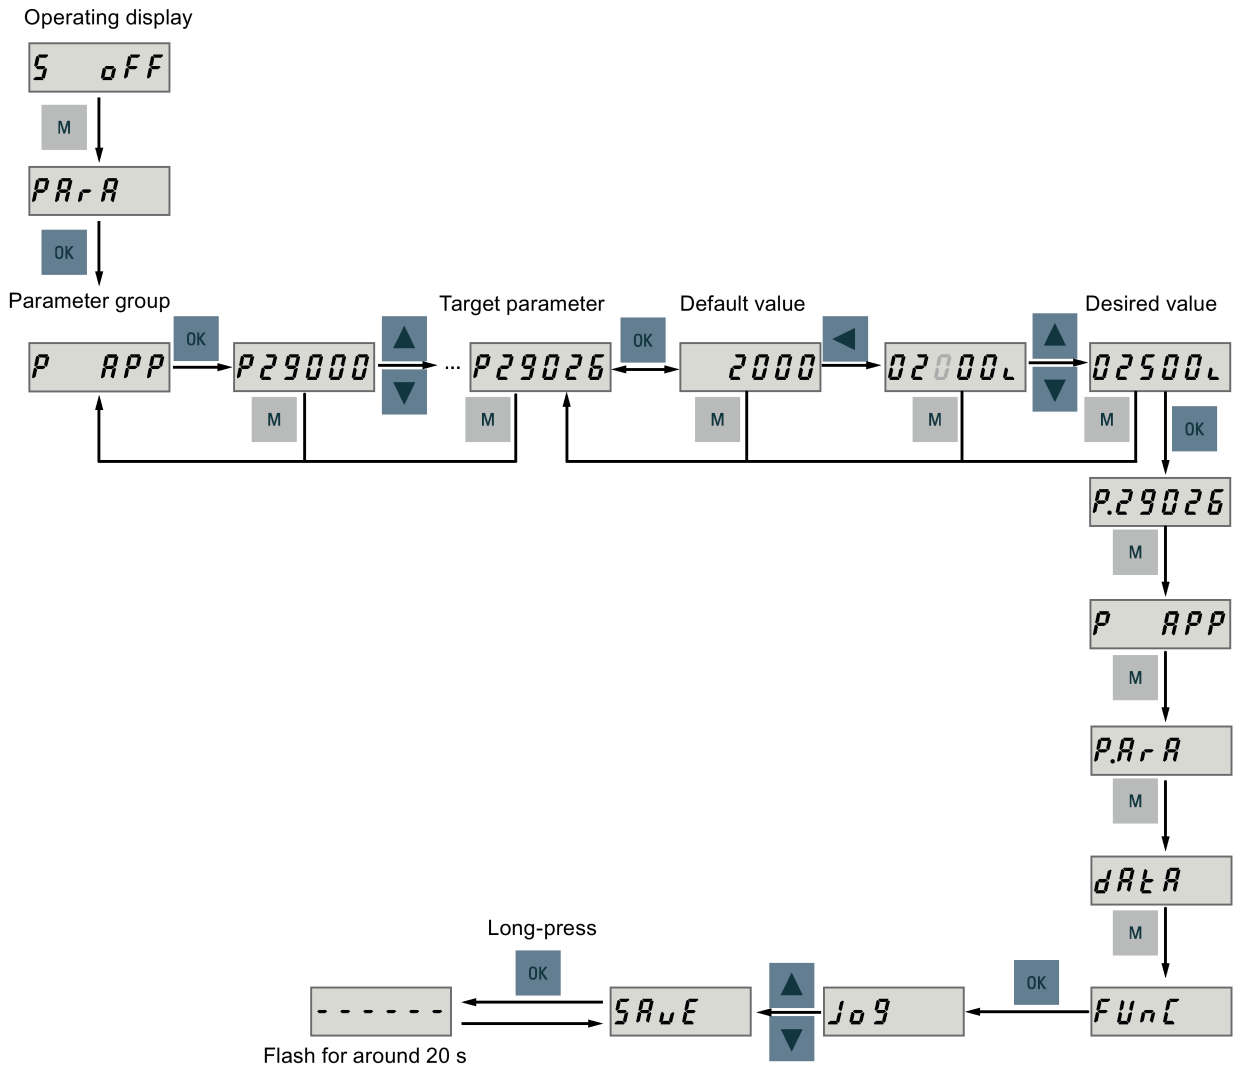 Operating display
S oFF
M
PArA
OK
Parameter group
Target parameter
Default value
Desired value
P APP
OK
P29000
...
P29026
OK
2000
02000L
02500L
M
M
M
M
M
OK
P.29026
M
P APP
M
P.ArA
M
dAtA
M
FUnC
OK
Jog
SAvE
Long-press
OK
------
Flash for around 20 s